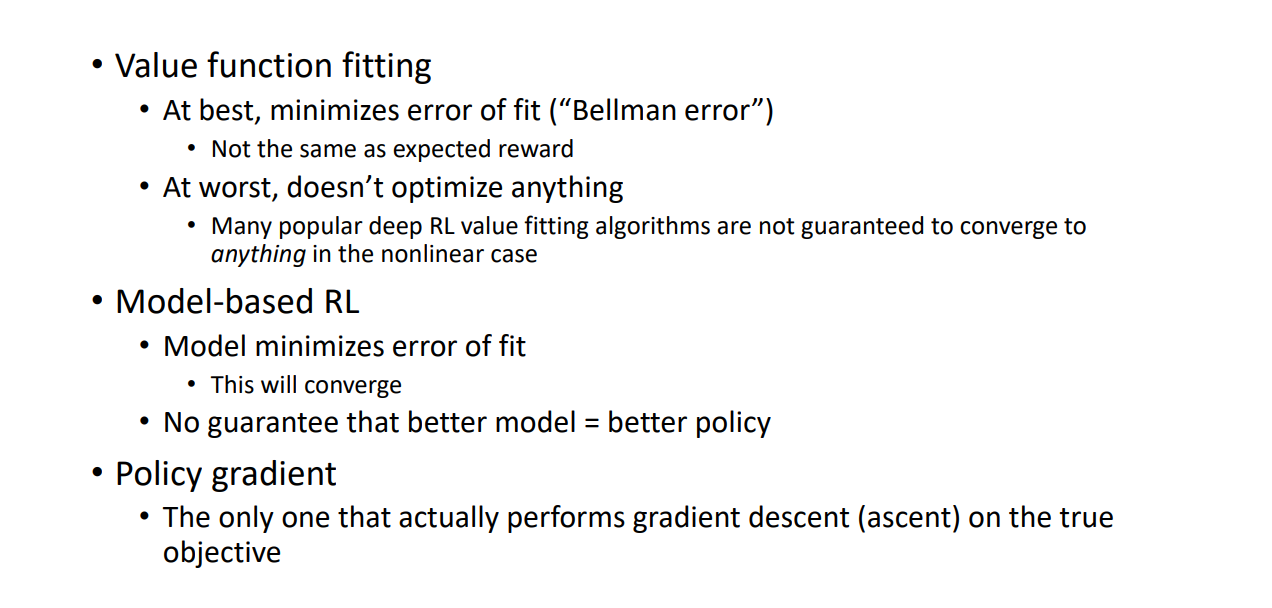 • Value function fitting
• At best, minimizes error of fit (“Bellman error”)
• Not the same as expected reward
• At worst, doesn’t optimize anything
• Many popular deep RL value fitting algorithms are not guaranteed to converge to
anything in the nonlinear case
• Model-based RL
• Model minimizes error of fit
• This will converge
• No guarantee that better model = better policy
• Policy gradient
• The only one that actually performs gradient descent (ascent) on the true
objective